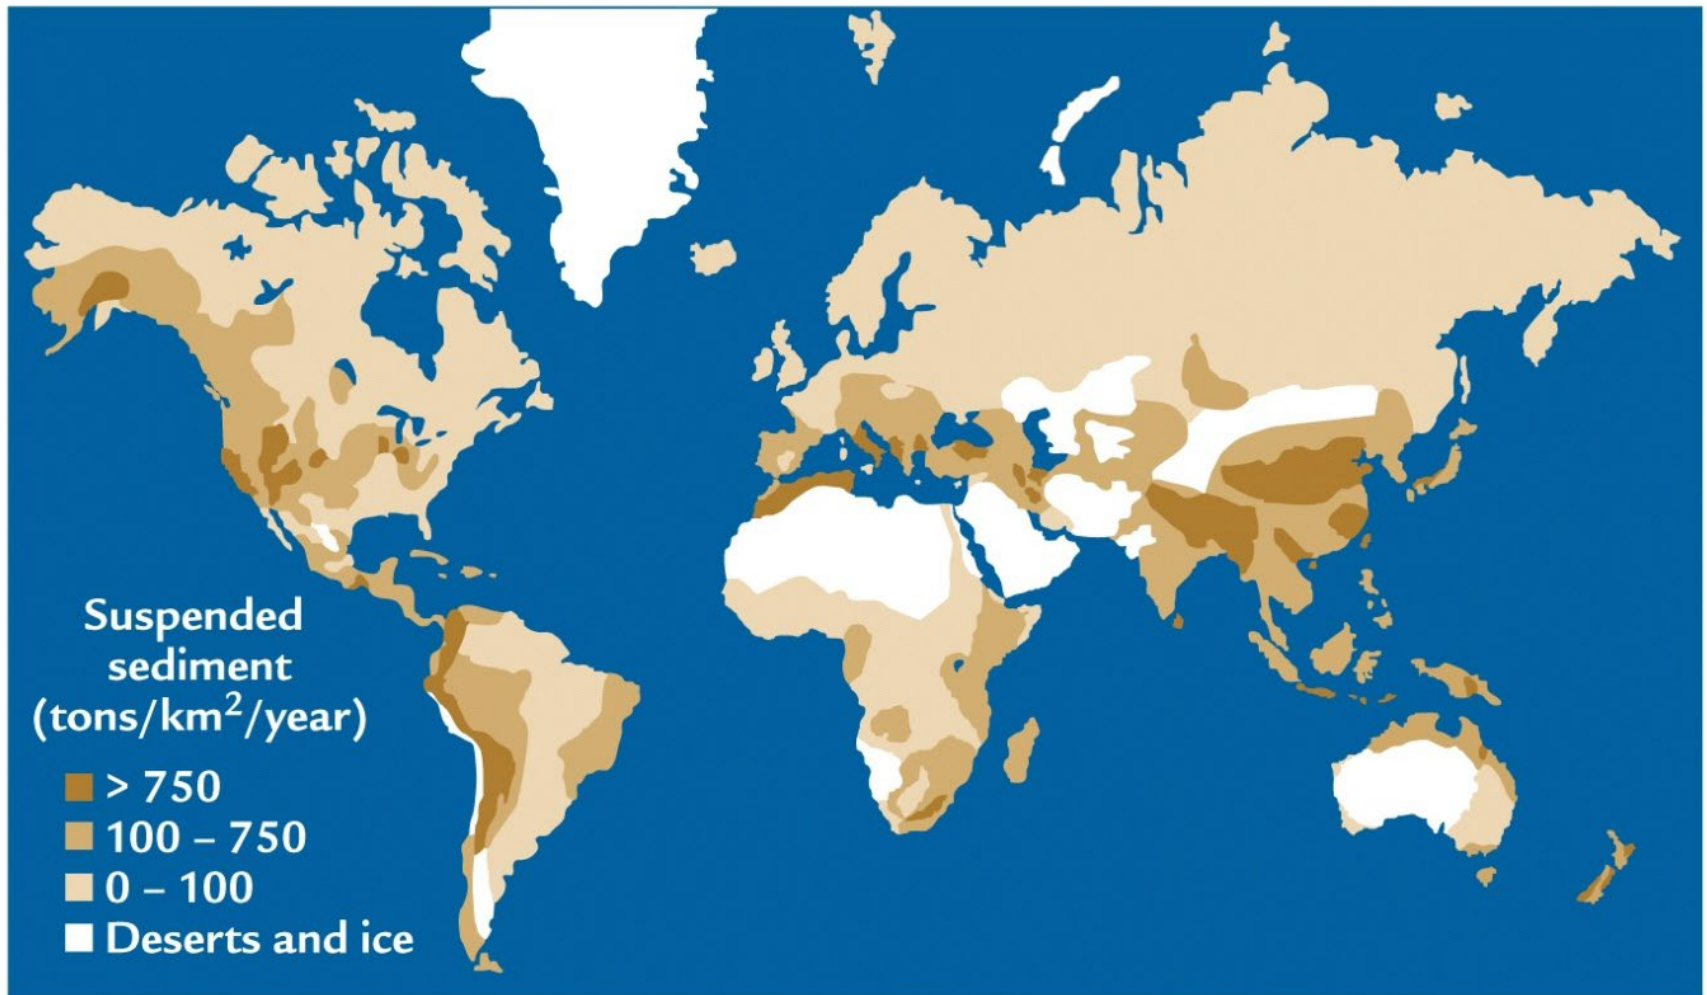 Suspended
sediment
(tons/km²/year)
> 750
100 – 750
0 – 100
Deserts and ice